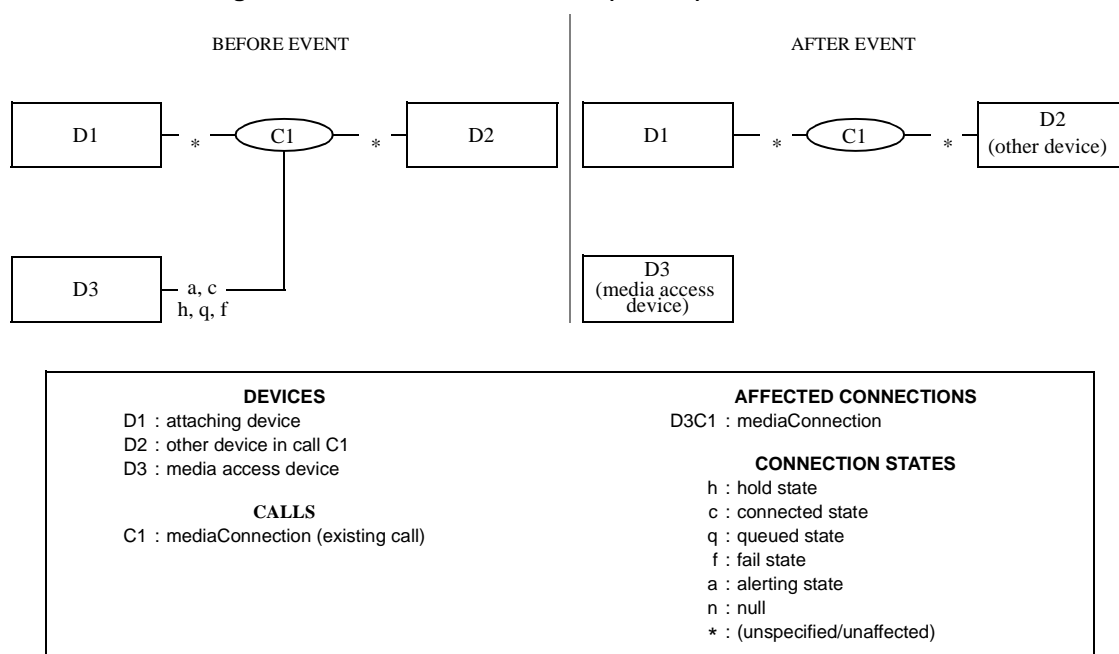 BEFORE EVENT
AFTER EVENT
D1
*
C1
*
D2
D3
a, c
h, q, f
D1
*
C1
*
D2
(other device)
D3
(media access
device)
DEVICES
D1 : attaching device
D2 : other device in call C1
D3 : media access device
CALLS
C1 : mediaConnection (existing call)
AFFECTED CONNECTIONS
D3C1 : mediaConnection
CONNECTION STATES
h : hold state
c : connected state
q : queued state
f : fail state
a : alerting state
n : null
* : (unspecified/unaffected)